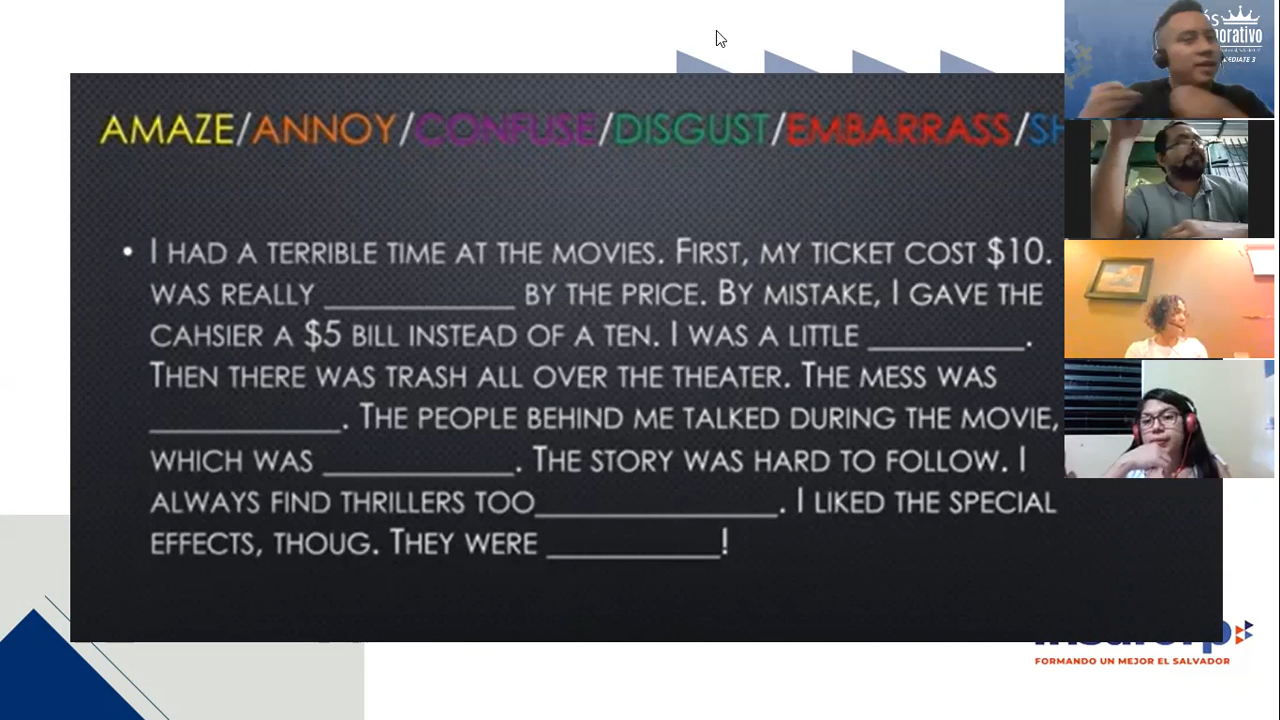 AMAZE/ANNOY/CONFUSE/DISGUST/EMBARRASS/SH
• I HAD A TERRIBLE TIME AT THE MOVIES. FIRST, MY TICKET COST $10.
WAS REALLY ____________ BY THE PRICE. BY MISTAKE, I GAVE THE
CAHSIER A $5 BILL INSTEAD OF A TEN. I WAS A LITTLE __________.
THEN THERE WAS TRASH ALL OVER THE THEATER. THE MESS WAS
____________. THE PEOPLE BEHIND ME TALKED DURING THE MOVIE,
WHICH WAS ____________. THE STORY WAS HARD TO FOLLOW. I
ALWAYS FIND THRILLERS TOO_______________. I LIKED THE SPECIAL
EFFECTS, THOUG. THEY WERE ___________!
FORMANDO UN MEJOR EL SALVADOR